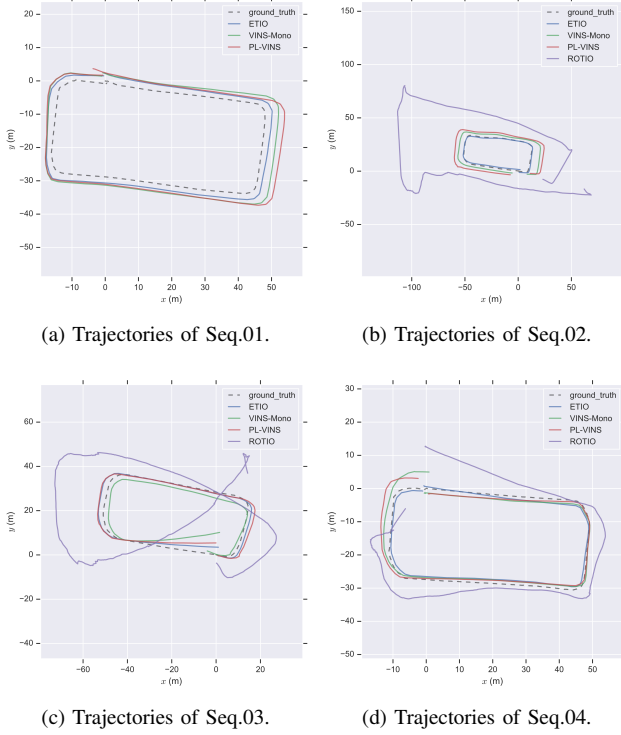 20
10
0
−10
−20
−30
−40
−50
y (m)
−10 0 10 20 30 40 50
x (m)
ground_truth
ETIO
VINS-Mono
PL-VINS
(a) Trajectories of Seq.01.
150
100
50
0
−50
y (m)
−100 −50 0 50
x (m)
ground_truth
ETIO
VINS-Mono
PL-VINS
ROTIO
(b) Trajectories of Seq.02.
60
40
20
0
−20
−40
y (m)
−60 −40 −20 0 20
x (m)
ground_truth
ETIO
VINS-Mono
PL-VINS
ROTIO
(c) Trajectories of Seq.03.
30
20
10
0
−10
−20
−30
−40
−50
y (m)
−10 0 10 20 30 40 50
x (m)
ground_truth
ETIO
VINS-Mono
PL-VINS
ROTIO
(d) Trajectories of Seq.04.